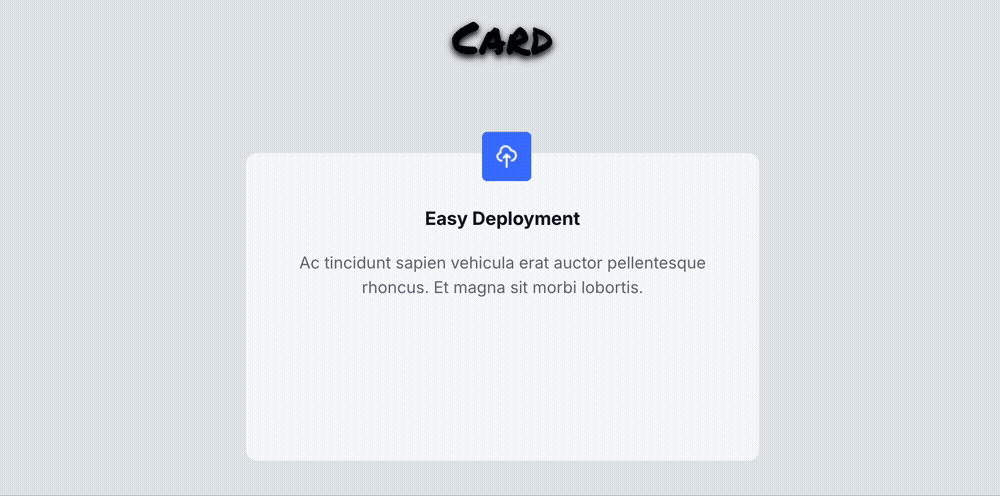 Card
Easy Deployment
Ac tincidunt sapien vehicula erat auctor pellentesque
rhoncus. Et magna sit morbi lobortis.